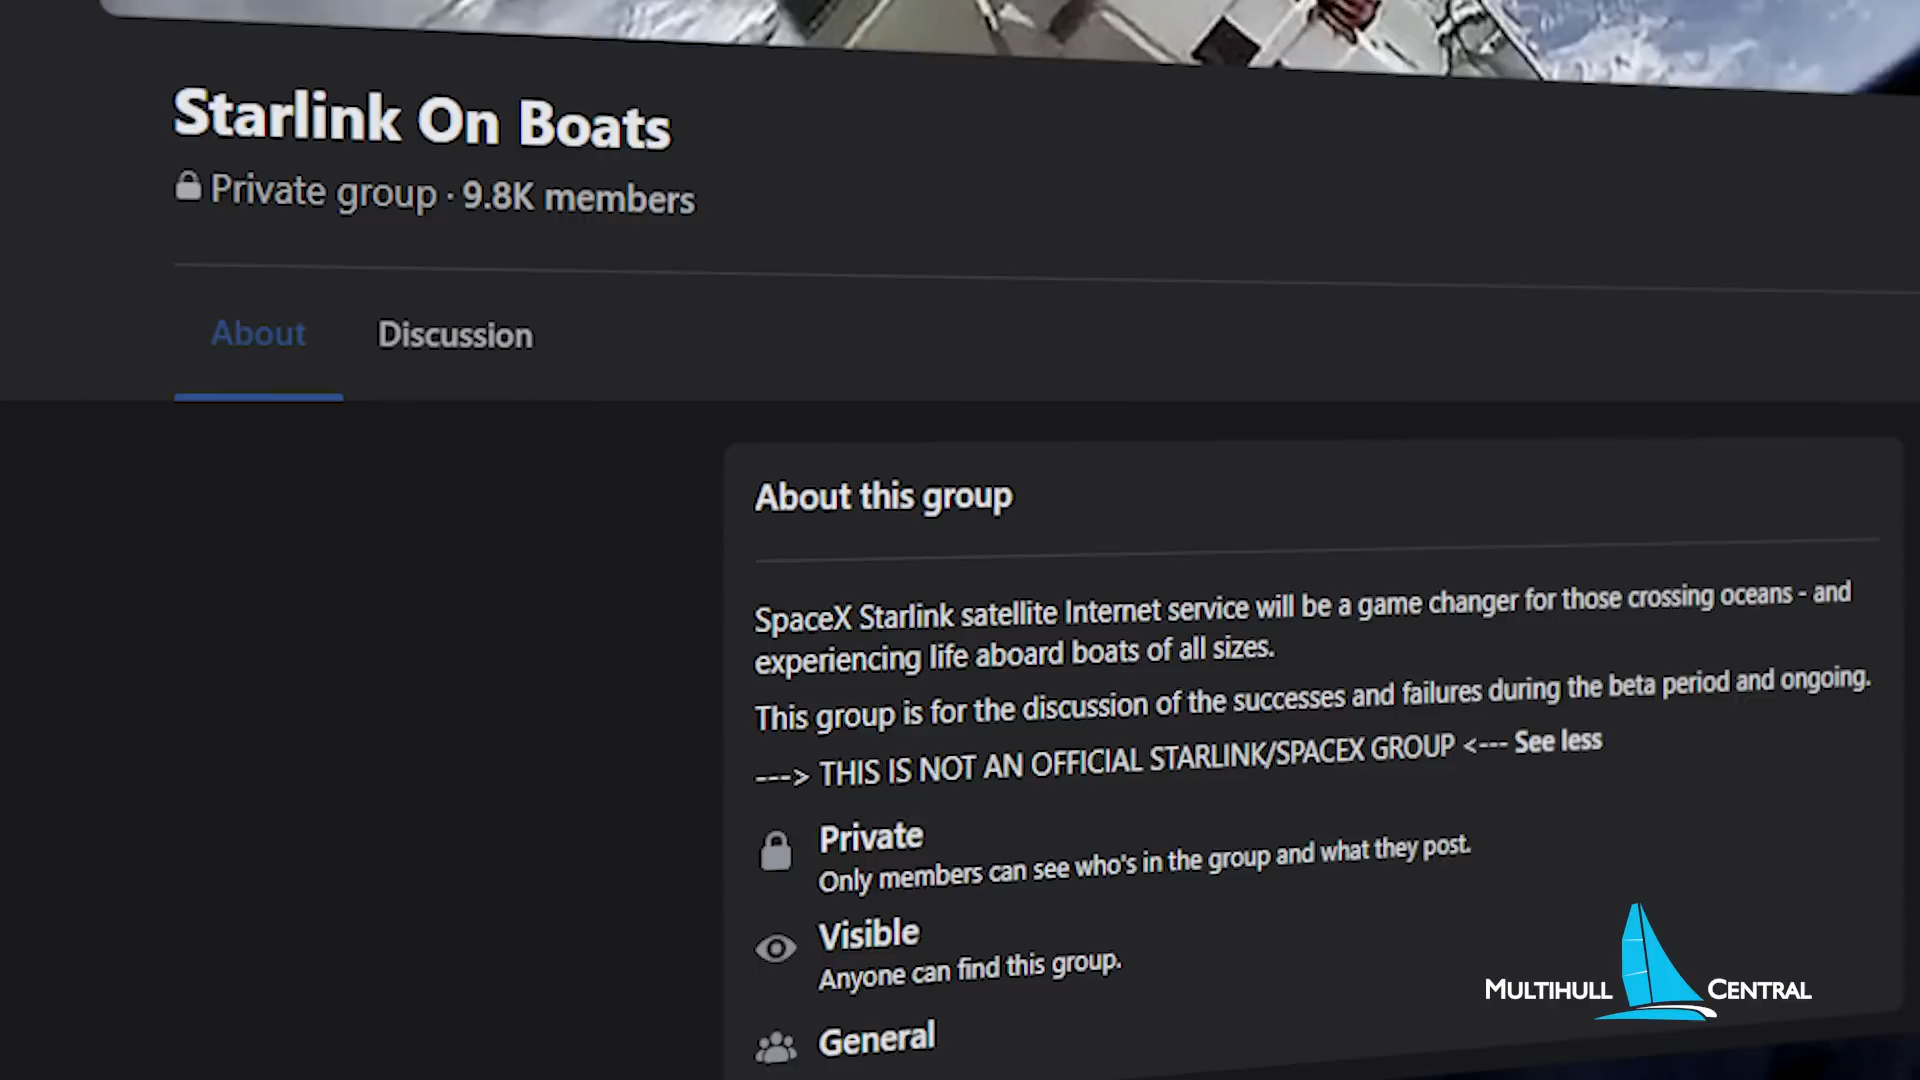 Starlink On Boats
Private group · 9.8K members
About Discussion
About this group
SpaceX Starlink satellite Internet service will be a game changer for those crossing oceans - and
experiencing life aboard boats of all sizes.
This group is for the discussion of the successes and failures during the beta period and ongoing.
---> THIS IS NOT AN OFFICIAL STARLINK/SPACEX GROUP <--- See less
Private
Only members can see who's in the group and what they post.
Visible
Anyone can find this group.
General
MULTIHULL CENTRAL